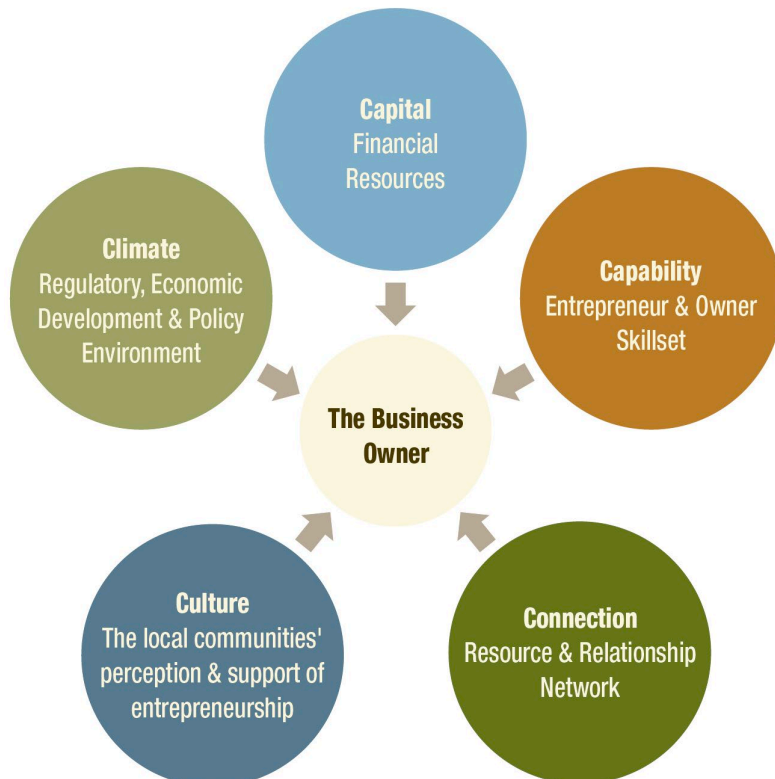 Capital
Financial
Resources
Climate
Regulatory, Economic
Development & Policy
Environment
Capability
Entrepreneur & Owner
Skillset
The Business
Owner
Culture
The local communities'
perception & support of
entrepreneurship
Connection
Resource & Relationship
Network